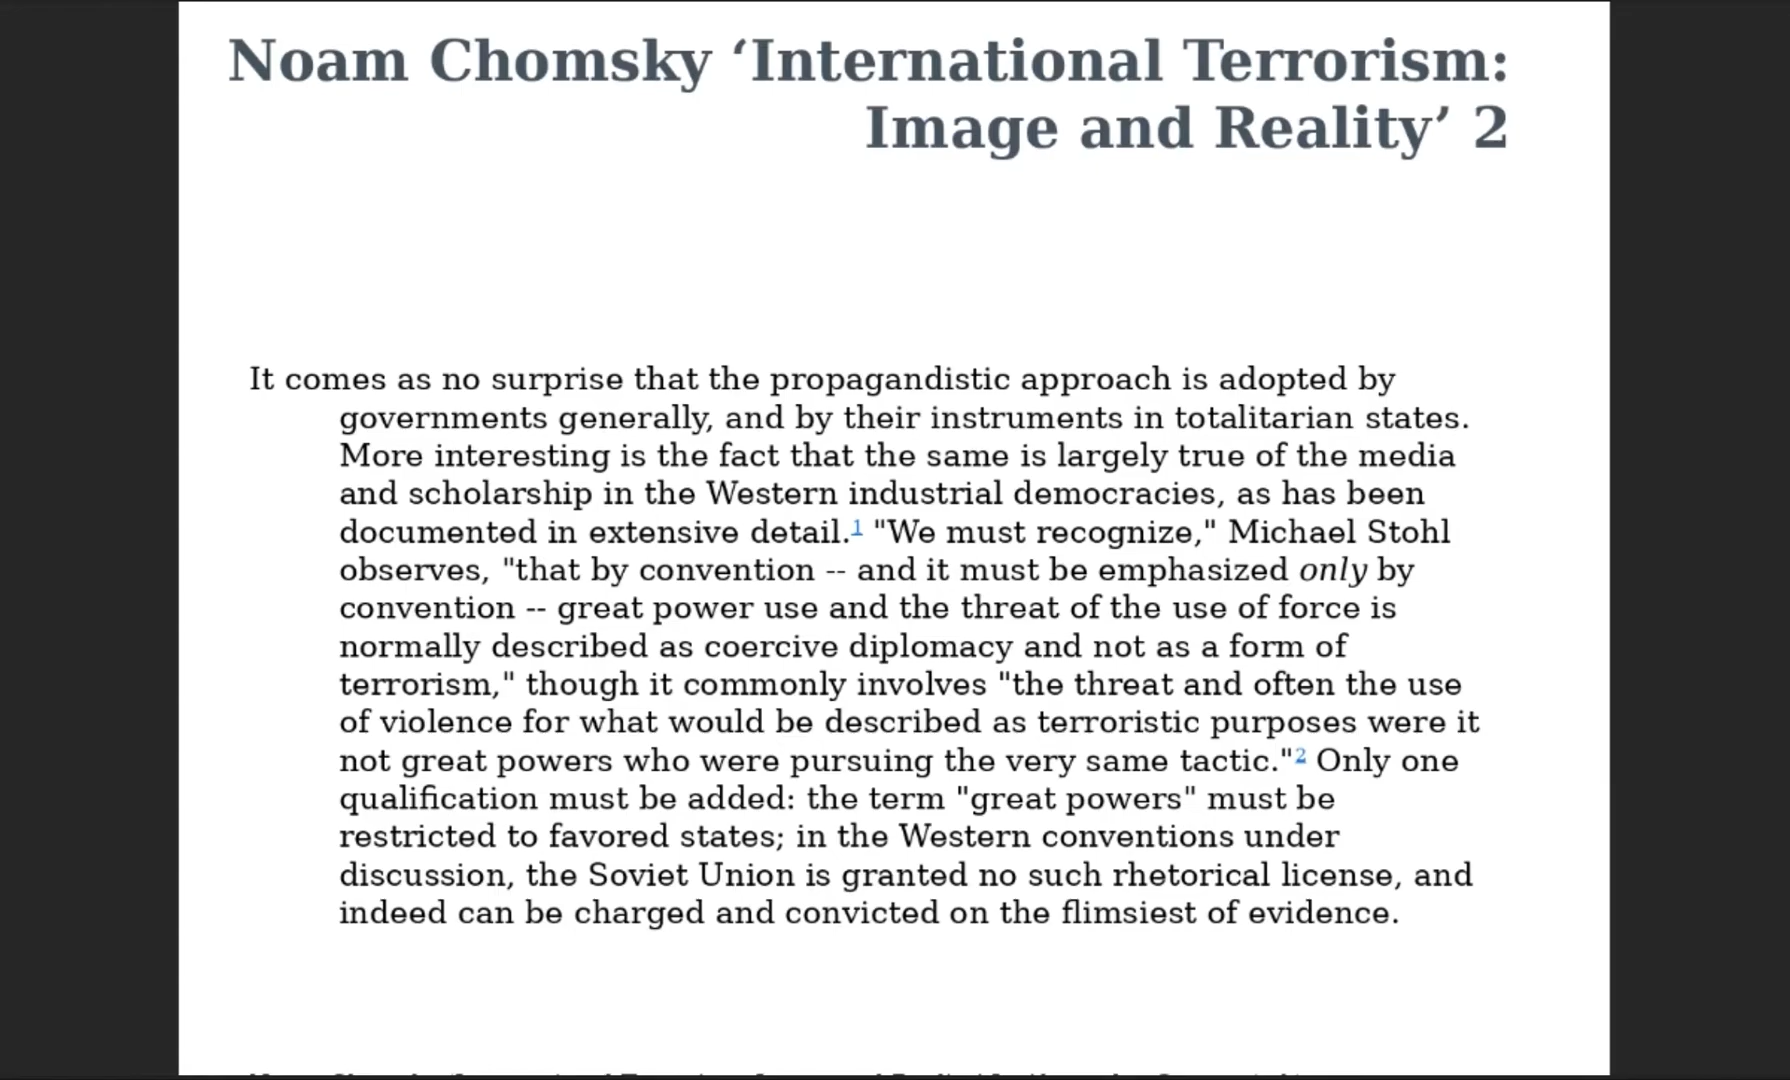 Noam Chomsky ‘International Terrorism:
Image and Reality’ 2
It comes as no surprise that the propagandistic approach is adopted by
governments generally, and by their instruments in totalitarian states.
More interesting is the fact that the same is largely true of the media
and scholarship in the Western industrial democracies, as has been
documented in extensive detail.1 "We must recognize," Michael Stohl
observes, "that by convention -- and it must be emphasized only by
convention -- great power use and the threat of the use of force is
normally described as coercive diplomacy and not as a form of
terrorism," though it commonly involves "the threat and often the use
of violence for what would be described as terroristic purposes were it
not great powers who were pursuing the very same tactic."2 Only one
qualification must be added: the term "great powers" must be
restricted to favored states; in the Western conventions under
discussion, the Soviet Union is granted no such rhetorical license, and
indeed can be charged and convicted on the flimsiest of evidence.